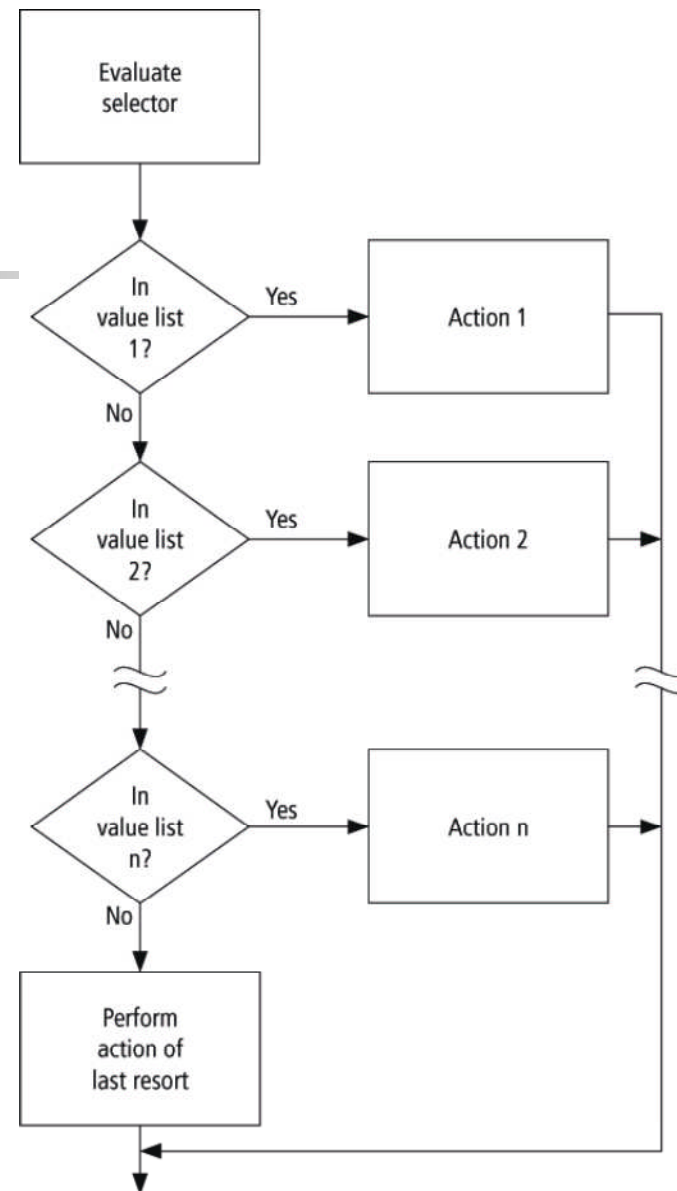 Evaluate
selector
In
value list
1?
Yes
Action 1
No
In
value list
2?
Yes
Action 2
No
In
value list
n?
Yes
Action n
No
Perform
action of
last resort